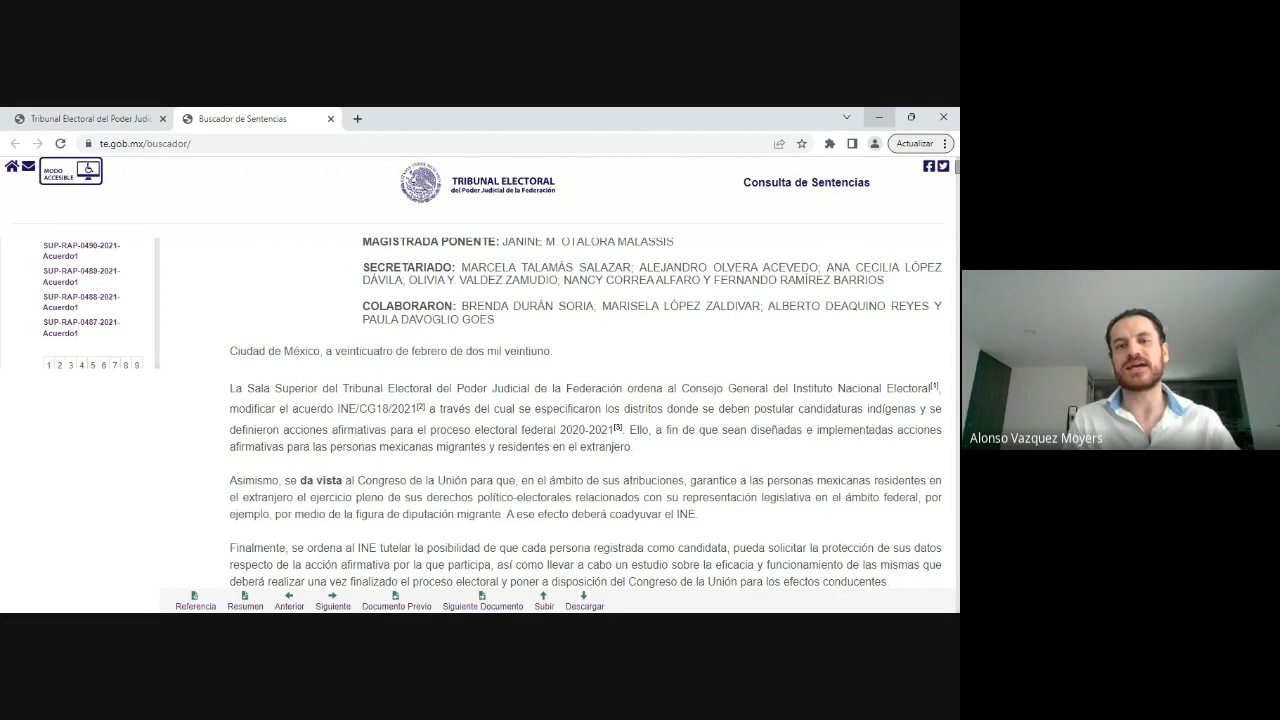 Tribunal Electoral del Poder Judic
Buscador de Sentencias
te.gob.mx/buscador/
Actualizar
MODO
ACCESIBLE
TRIBUNAL ELECTORAL
del Poder Judicial de la Federación
Consulta de Sentencias
SUP-RAP-0490-2021-
Acuerdo1
SUP-RAP-0489-2021-
Acuerdo1
SUP-RAP-0488-2021-
Acuerdo1
SUP-RAP-0487-2021-
Acuerdo1
1 2 3 4 5 6 7 8 9
MAGISTRADA PONENTE: JANINE M. OTÁLORA MALASSIS
SECRETARIADO: MARCELA TALAMÁS SALAZAR; ALEJANDRO OLVERA ACEVEDO; ANA CECILIA LÓPEZ
DÁVILA; OLIVIA Y. VALDEZ ZAMUDIO; NANCY CORREA ALFARO Y FERNANDO RAMÍREZ BARRIOS
COLABORARON: BRENDA DURÁN SORIA; MARISELA LÓPEZ ZALDIVAR; ALBERTO DEAQUINO REYES Y
PAULA DAVOGLIO GOES
Ciudad de México, a veinticuatro de febrero de dos mil veintiuno.
La Sala Superior del Tribunal Electoral del Poder Judicial de la Federación ordena al Consejo General del Instituto Nacional Electoral[1],
modificar el acuerdo INE/CG18/2021[2] a través del cual se especificaron los distritos donde se deben postular candidaturas indígenas y se
definieron acciones afirmativas para el proceso electoral federal 2020-2021[3]. Ello, a fin de que sean diseñadas e implementadas acciones
afirmativas para las personas mexicanas migrantes y residentes en el extranjero.
Asimismo, se da vista al Congreso de la Unión para que, en el ámbito de sus atribuciones, garantice a las personas mexicanas residentes en
el extranjero el ejercicio pleno de sus derechos político-electorales relacionados con su representación legislativa en el ámbito federal, por
ejemplo, por medio de la figura de diputación migrante. A ese efecto deberá coadyuvar el INE.
Finalmente, se ordena al INE tutelar la posibilidad de que cada persona registrada como candidata, pueda solicitar la protección de sus datos
respecto de la acción afirmativa por la que participa, así como llevar a cabo un estudio sobre la eficacia y funcionamiento de las mismas que
deberá realizar una vez finalizado el proceso electoral y poner a disposición del Congreso de la Unión para los efectos conducentes.
Referencia Resumen Anterior Siguiente Documento Previo Siguiente Documento Subir Descargar
Alonso Vazquez Moyers